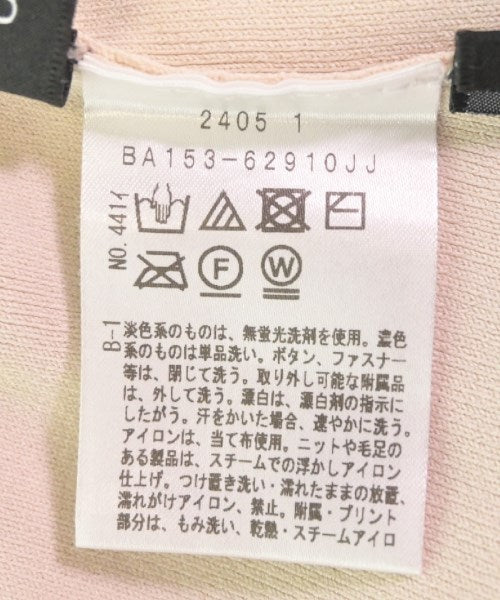 2405 1
BA153-62910JJ
NO.441イ
F
W
B-1
淡色系のものは、無蛍光洗剤を使用。濃色
系のものは単品洗い。ボタン、ファスナー
等は、閉じて洗う。取り外し可能な附属品
は、外して洗う。漂白は、漂白剤の指示に
したがう。汗をかいた場合、速やかに洗う。
アイロンは、当て布使用。ニットや毛足の
ある製品は、スチームでの浮かしアイロン
仕上げ。つけ置き洗い・濡れたままの放置、
濡れがけアイロン、禁止。附属・プリント
部分は、もみ洗い、乾熱・スチームアイロ